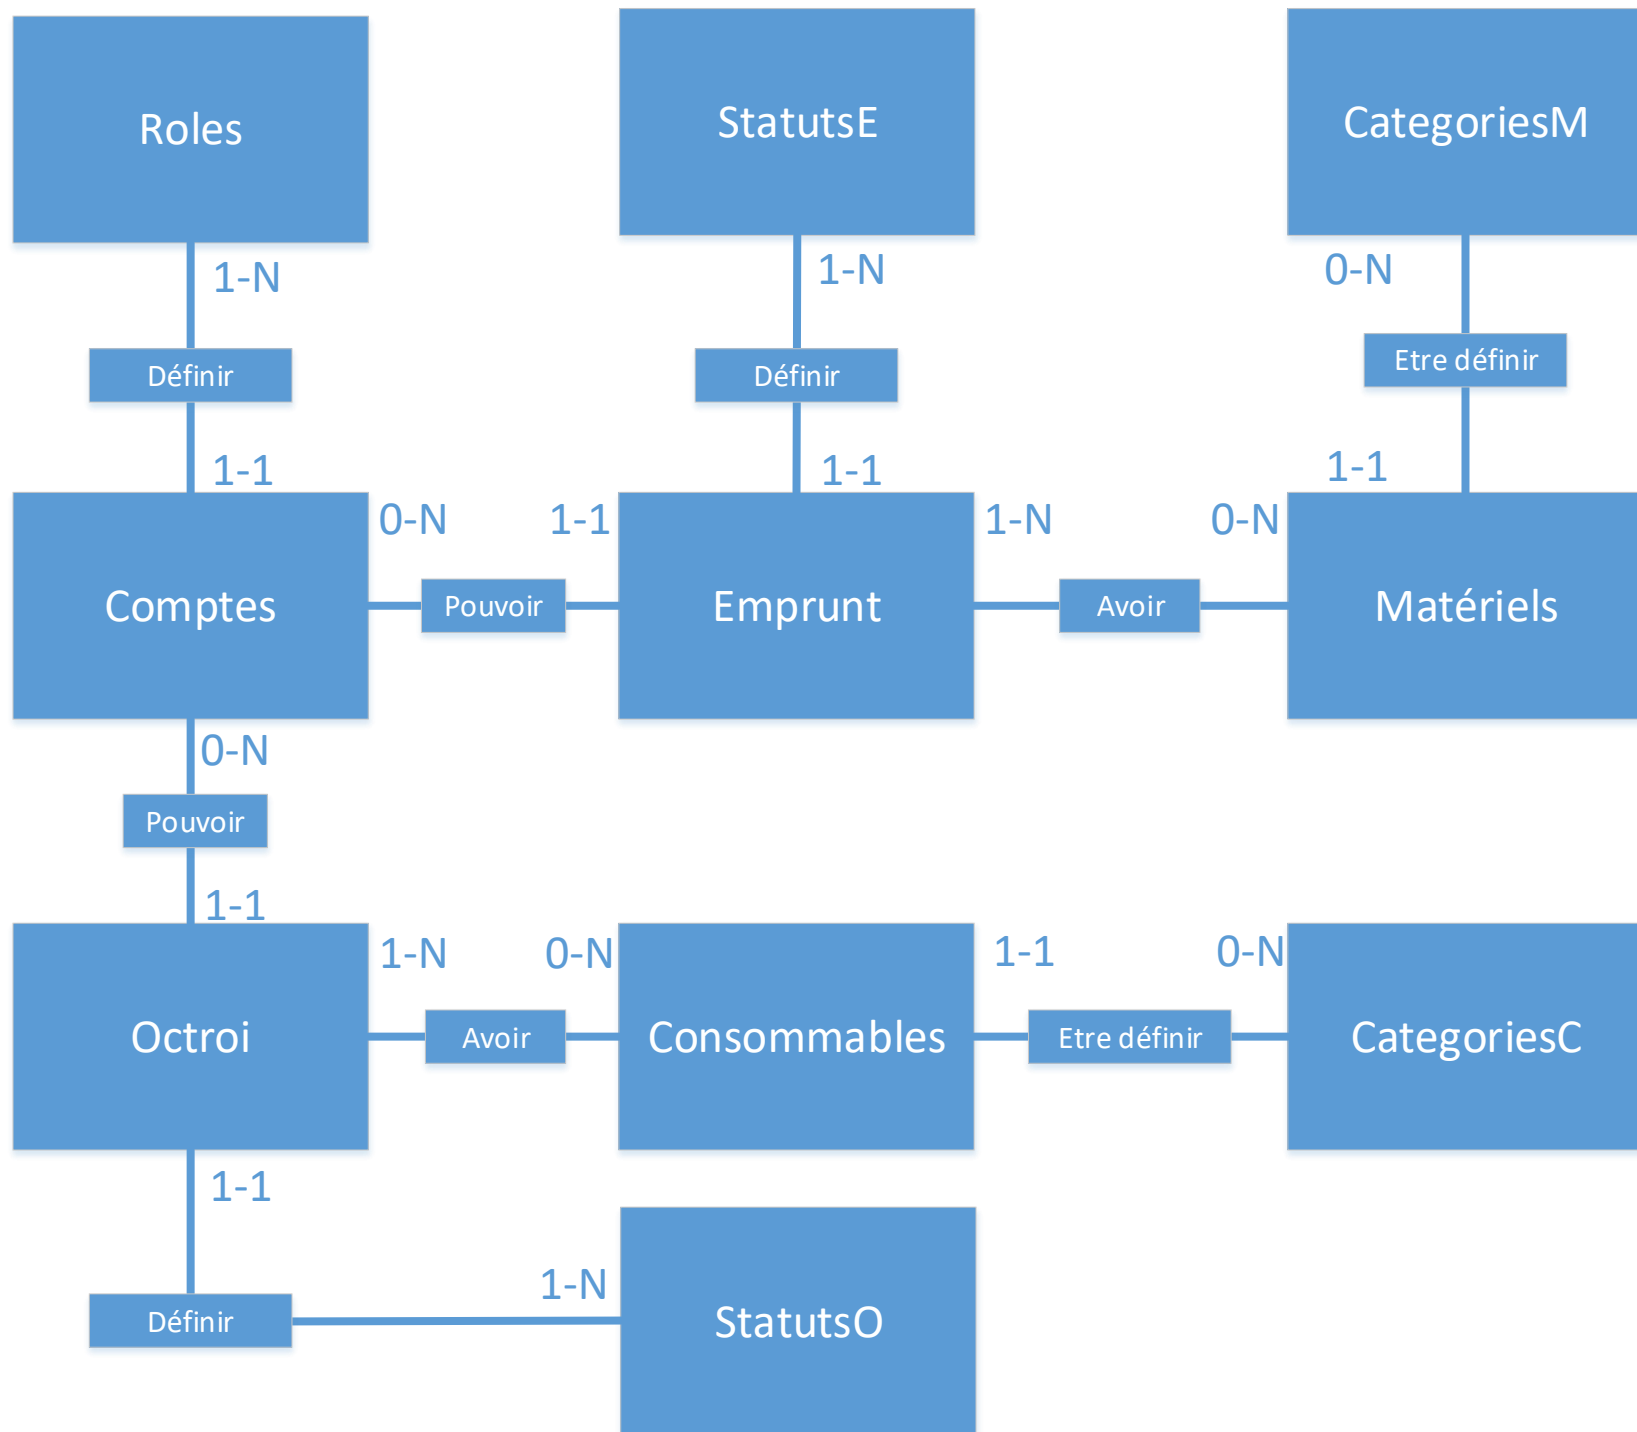 Roles
StatutsE
CategoriesM
1-N
1-N
0-N
Définir
Définir
Etre définir
1-1
1-1
1-1
0-N
1-1
1-N
0-N
Comptes
Pouvoir
Emprunt
Avoir
Matériels
0-N
Pouvoir
1-1
1-N
0-N
1-1
0-N
Octroi
Avoir
Consommables
Etre définir
CategoriesC
1-1
1-N
Définir
StatutsO